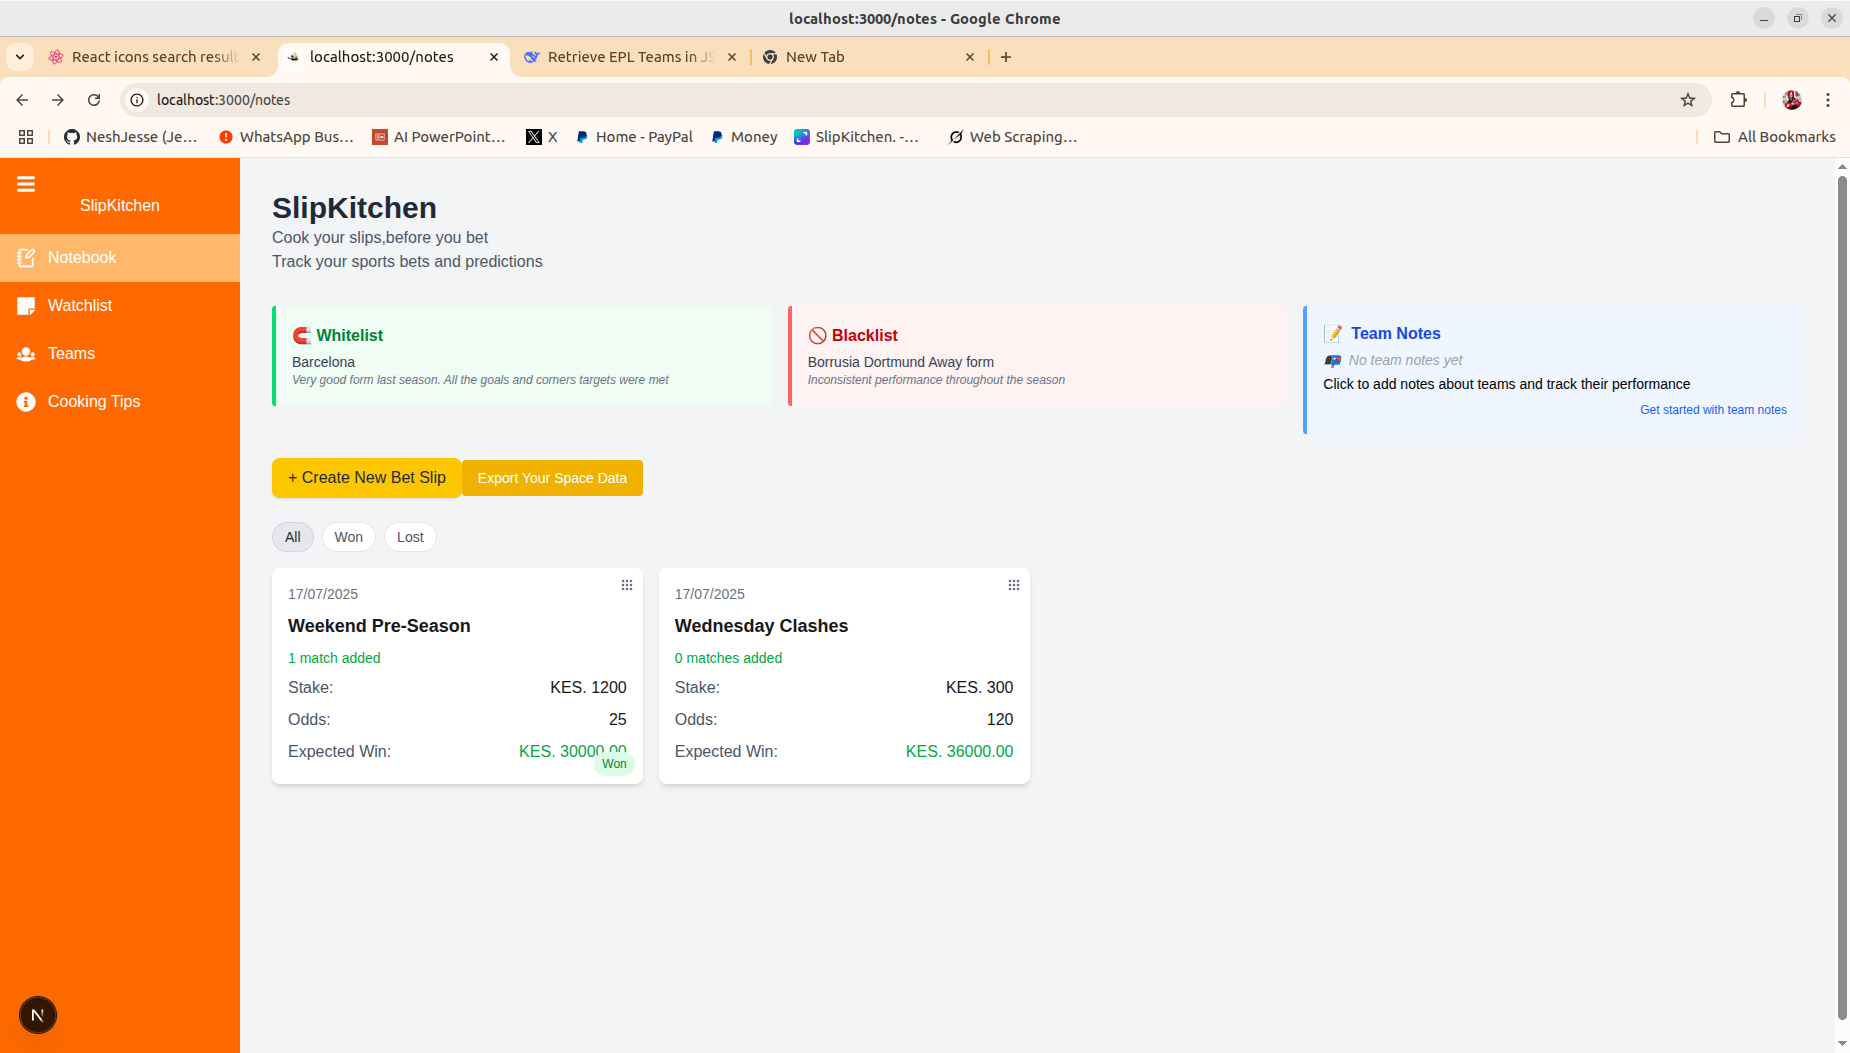 localhost:3000/notes - Google Chrome
React icons search result
localhost:3000/notes
Retrieve EPL Teams in JS
New Tab
localhost:3000/notes
NeshJesse (Je...
WhatsApp Bus...
AI PowerPoint...
X
Home - PayPal
Money
SlipKitchen. -...
Web Scraping...
All Bookmarks
SlipKitchen
Notebook
Watchlist
Teams
Cooking Tips
N
SlipKitchen
Cook your slips,before you bet
Track your sports bets and predictions
Whitelist
Barcelona
Very good form last season. All the goals and corners targets were met
Blacklist
Borrusia Dortmund Away form
Inconsistent performance throughout the season
Team Notes
No team notes yet
Click to add notes about teams and track their performance
Get started with team notes
+ Create New Bet Slip
Export Your Space Data
All
Won
Lost
17/07/2025
Weekend Pre-Season
1 match added
Stake: KES. 1200
Odds: 25
Expected Win: KES. 30000.00
Won
17/07/2025
Wednesday Clashes
0 matches added
Stake: KES. 300
Odds: 120
Expected Win: KES. 36000.00